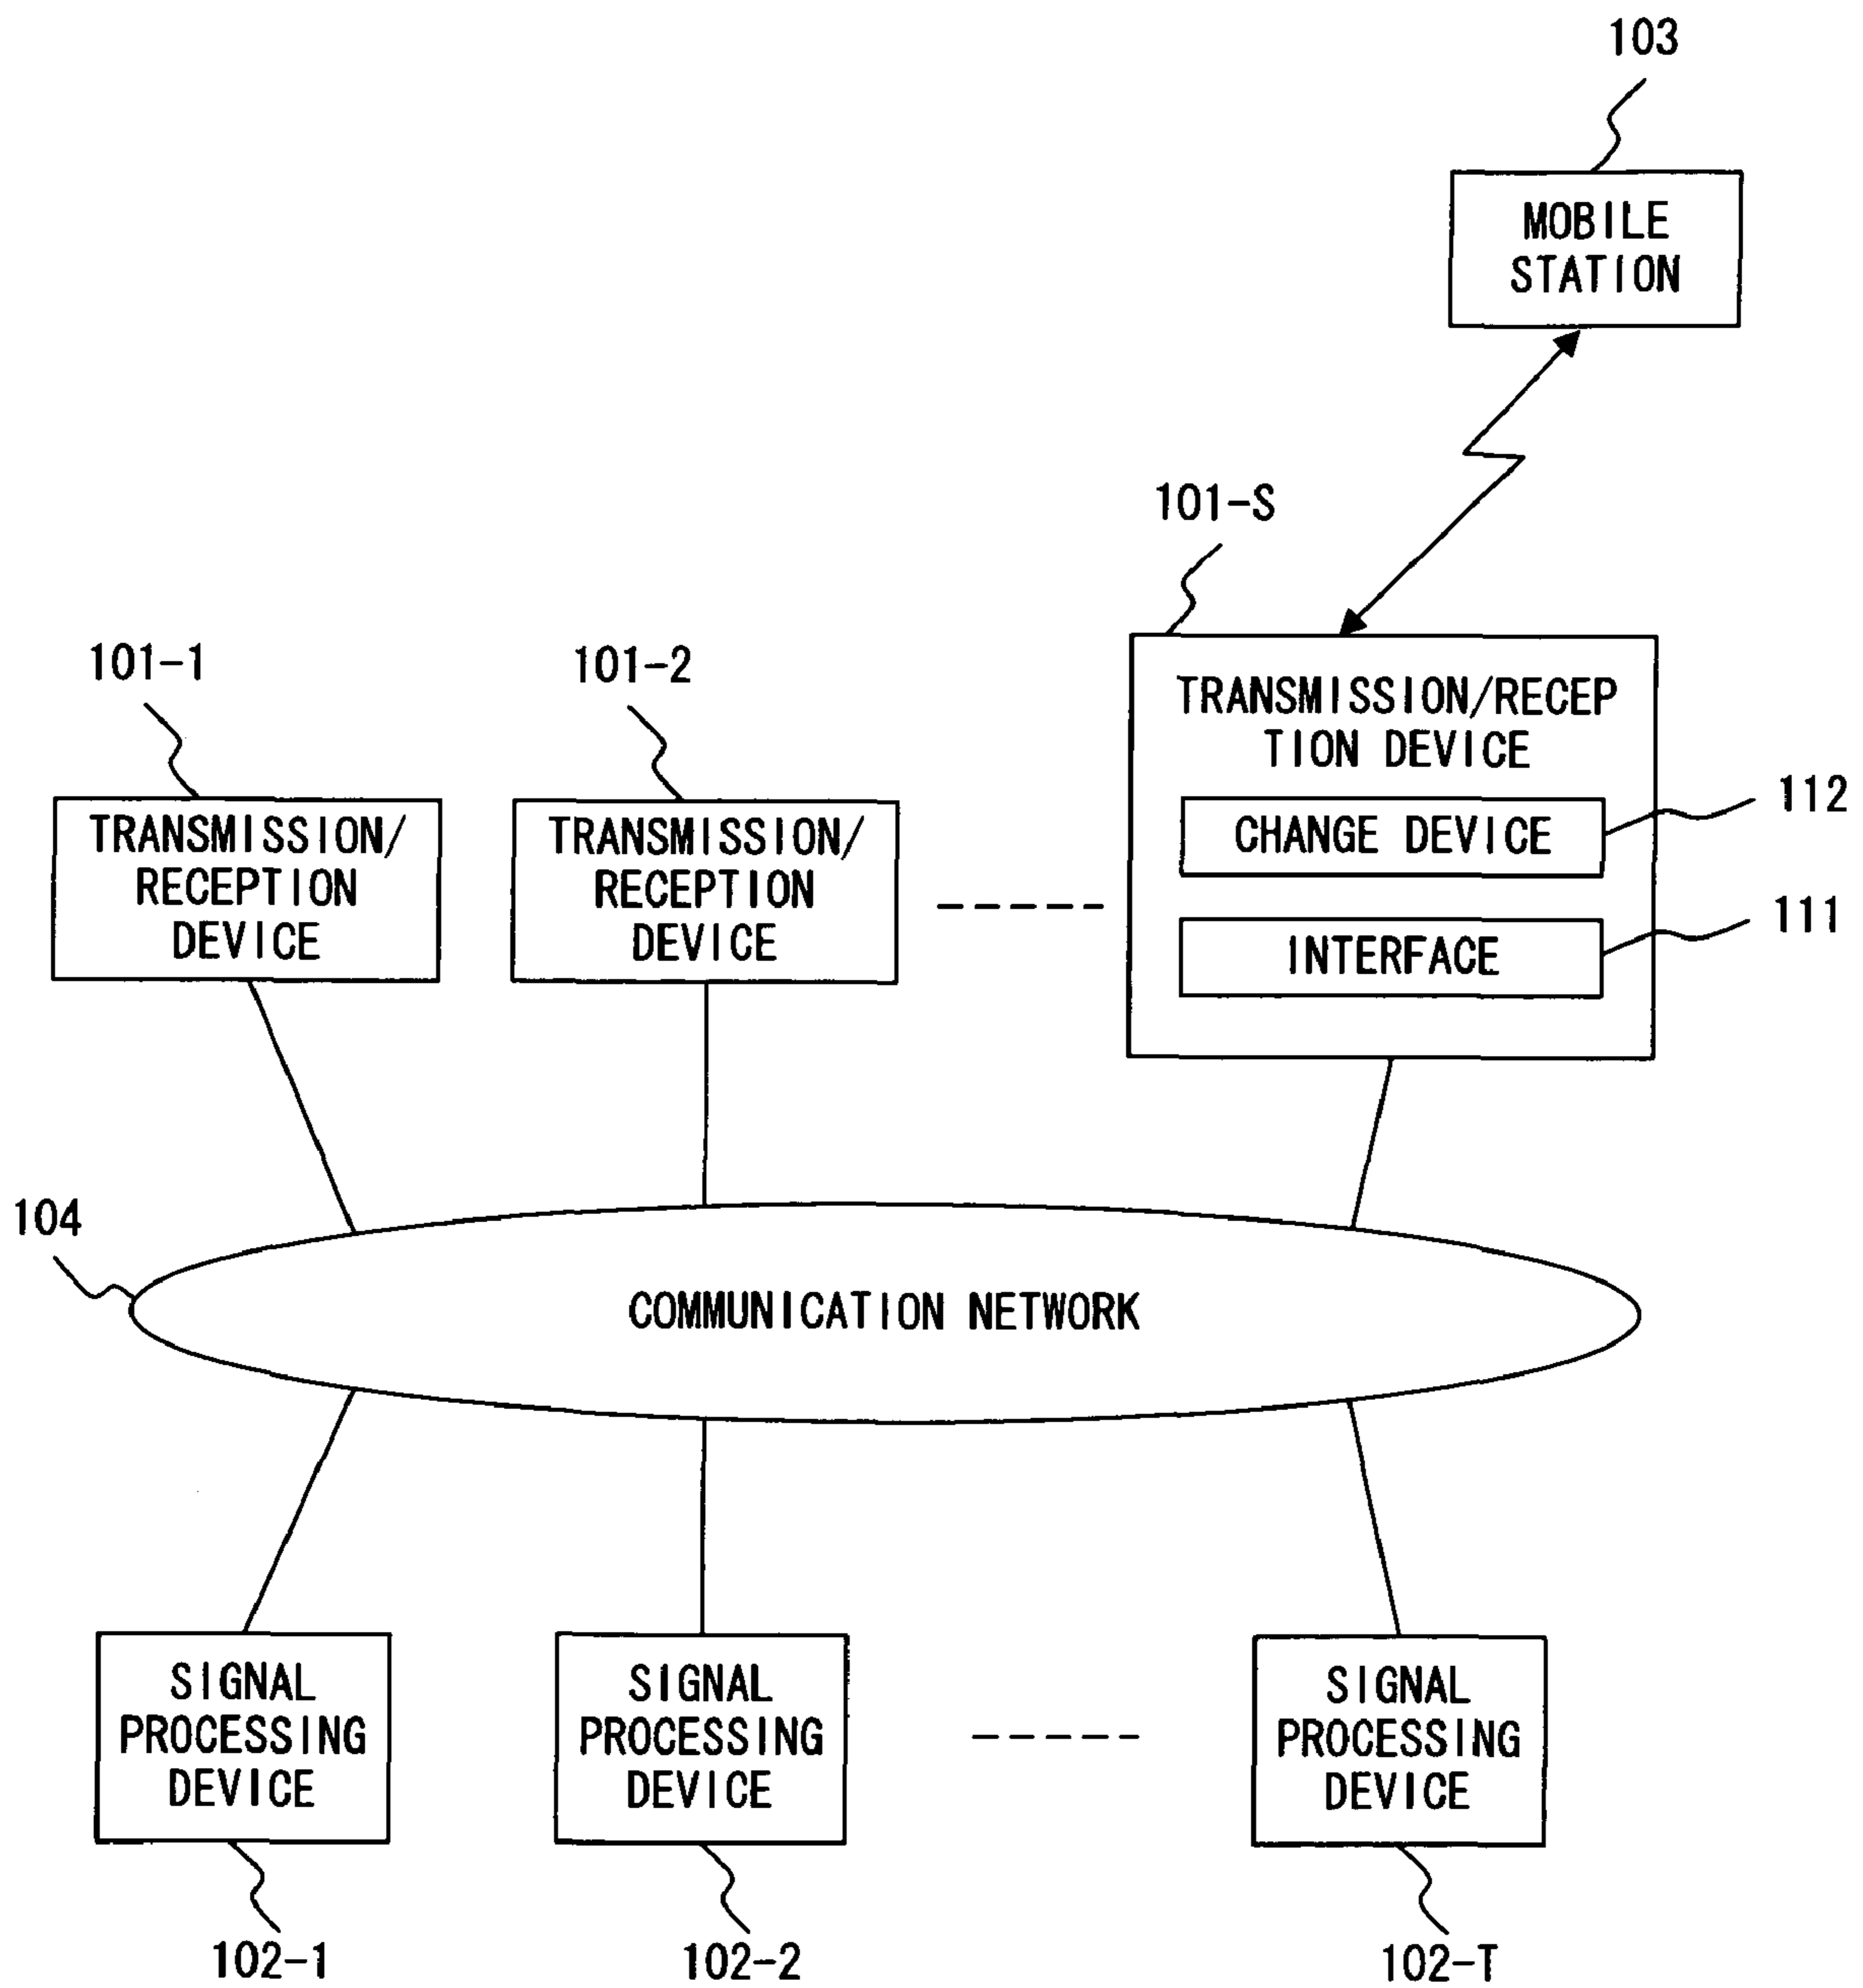 103
MOBILE
STATION
101-S
101-1
101-2
TRANSMISSION/RECEP
TION DEVICE
112
CHANGE DEVICE
TRANSMISSION/
RECEPTION
DEVICE
TRANSMISSION/
RECEPTION
DEVICE
111
INTERFACE
104
COMMUNICATION NETWORK
SIGNAL
PROCESSING
DEVICE
SIGNAL
PROCESSING
DEVICE
SIGNAL
PROCESSING
DEVICE
102-1
102-2
102-T